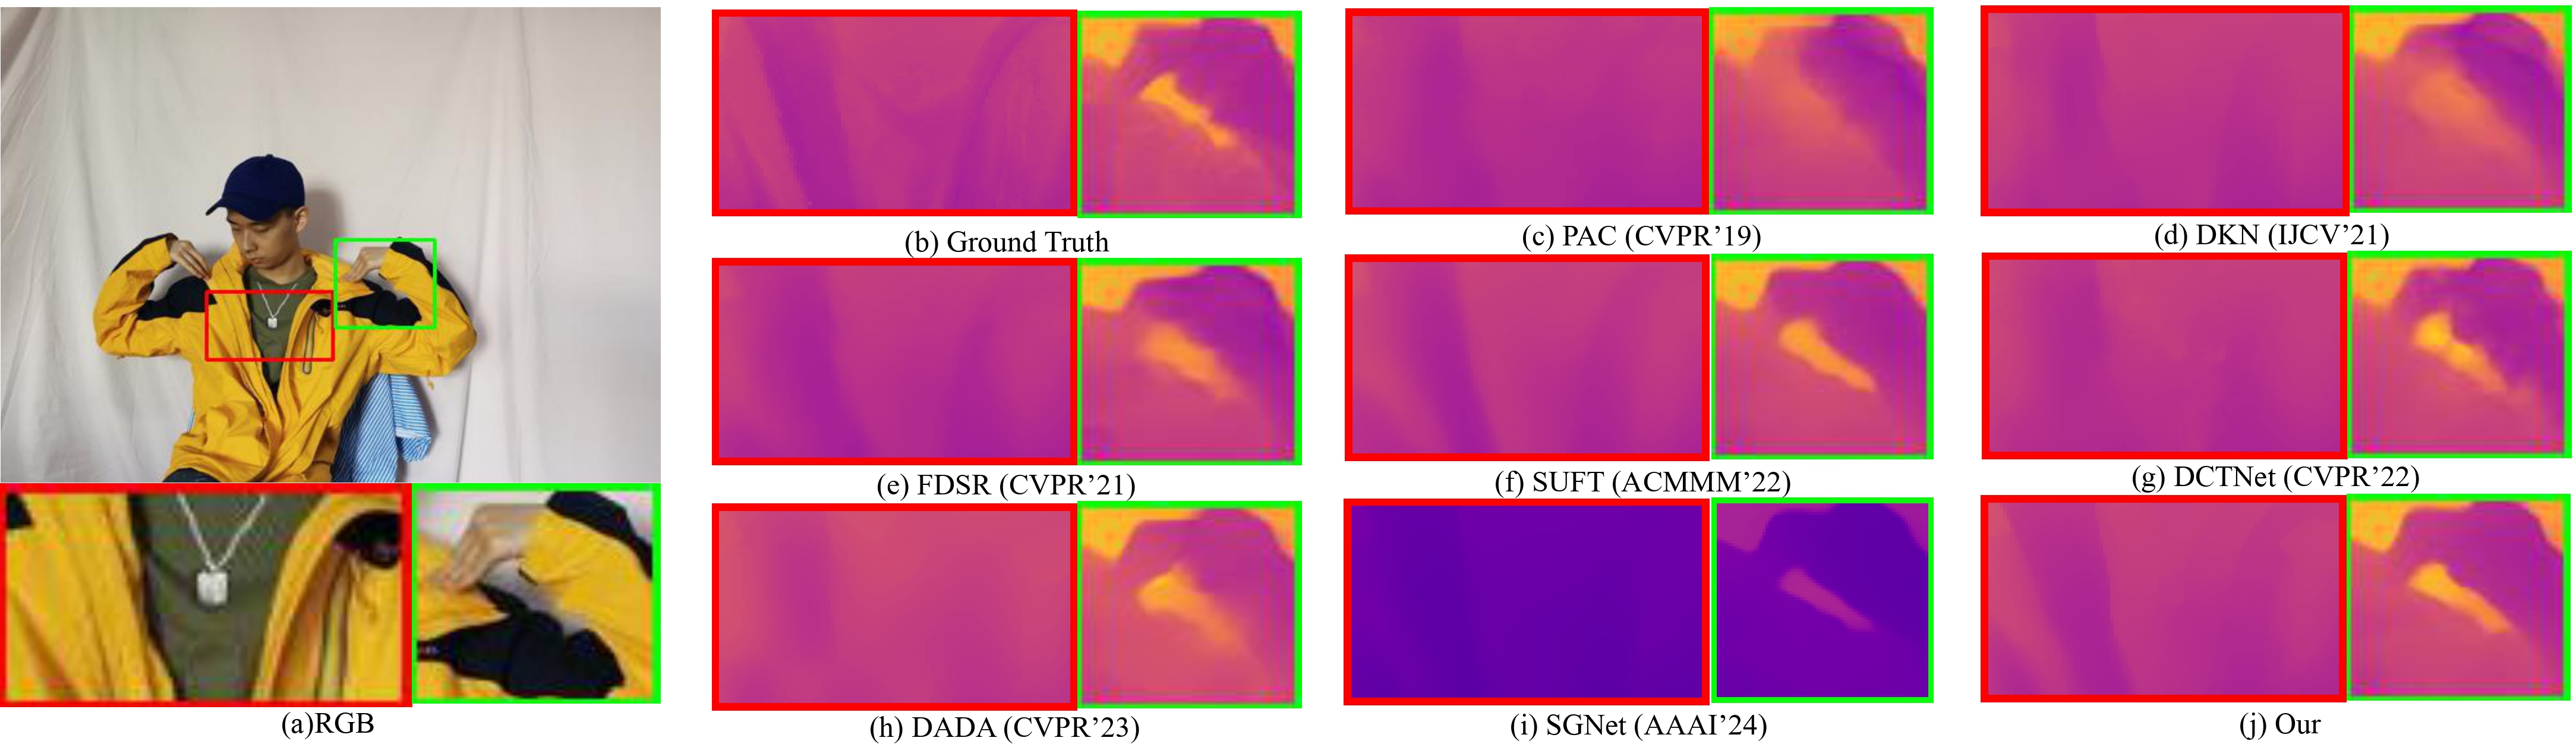 (b) Ground Truth
(c) PAC (CVPR’19)
(d) DKN (IJCV’21)
(e) FDSR (CVPR’21)
(f) SUFT (ACMMM’22)
(g) DCTNet (CVPR’22)
(a)RGB
(h) DADA (CVPR’23)
(i) SGNet (AAAI’24)
(j) Our